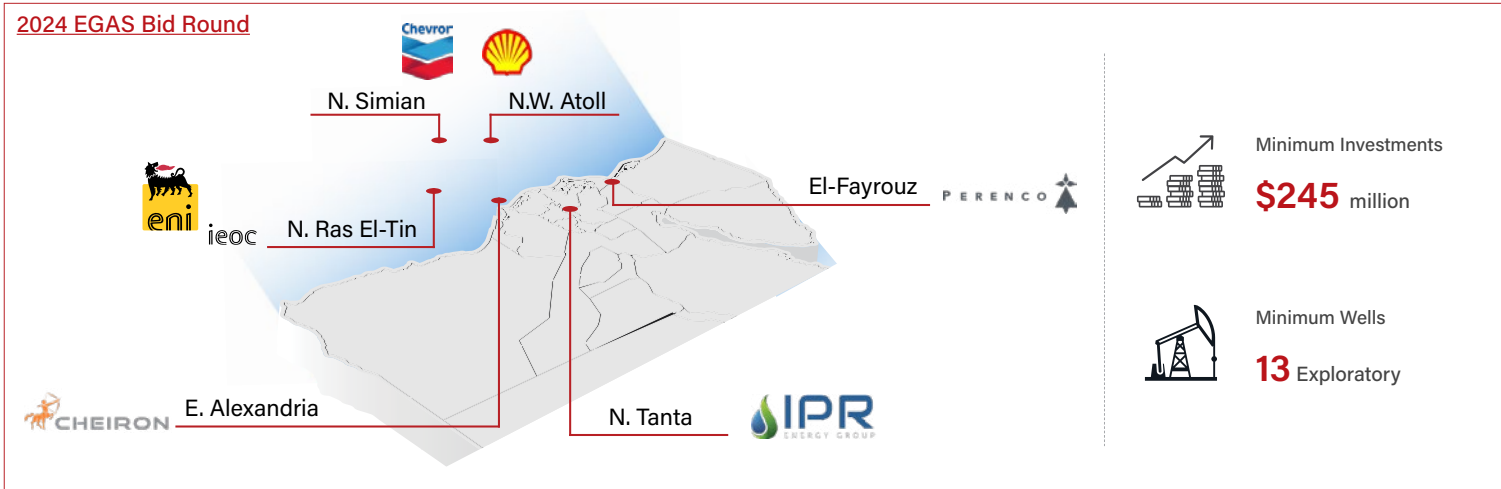 2024 EGAS Bid Round
Chevron
N. Simian
N.W. Atoll
eni
ieoc
N. Ras El-Tin
El-Fayrouz
PERENCO
CHEIRON
E. Alexandria
N. Tanta
IPR
ENERGY GROUP
Minimum Investments
$245 million
Minimum Wells
13 Exploratory